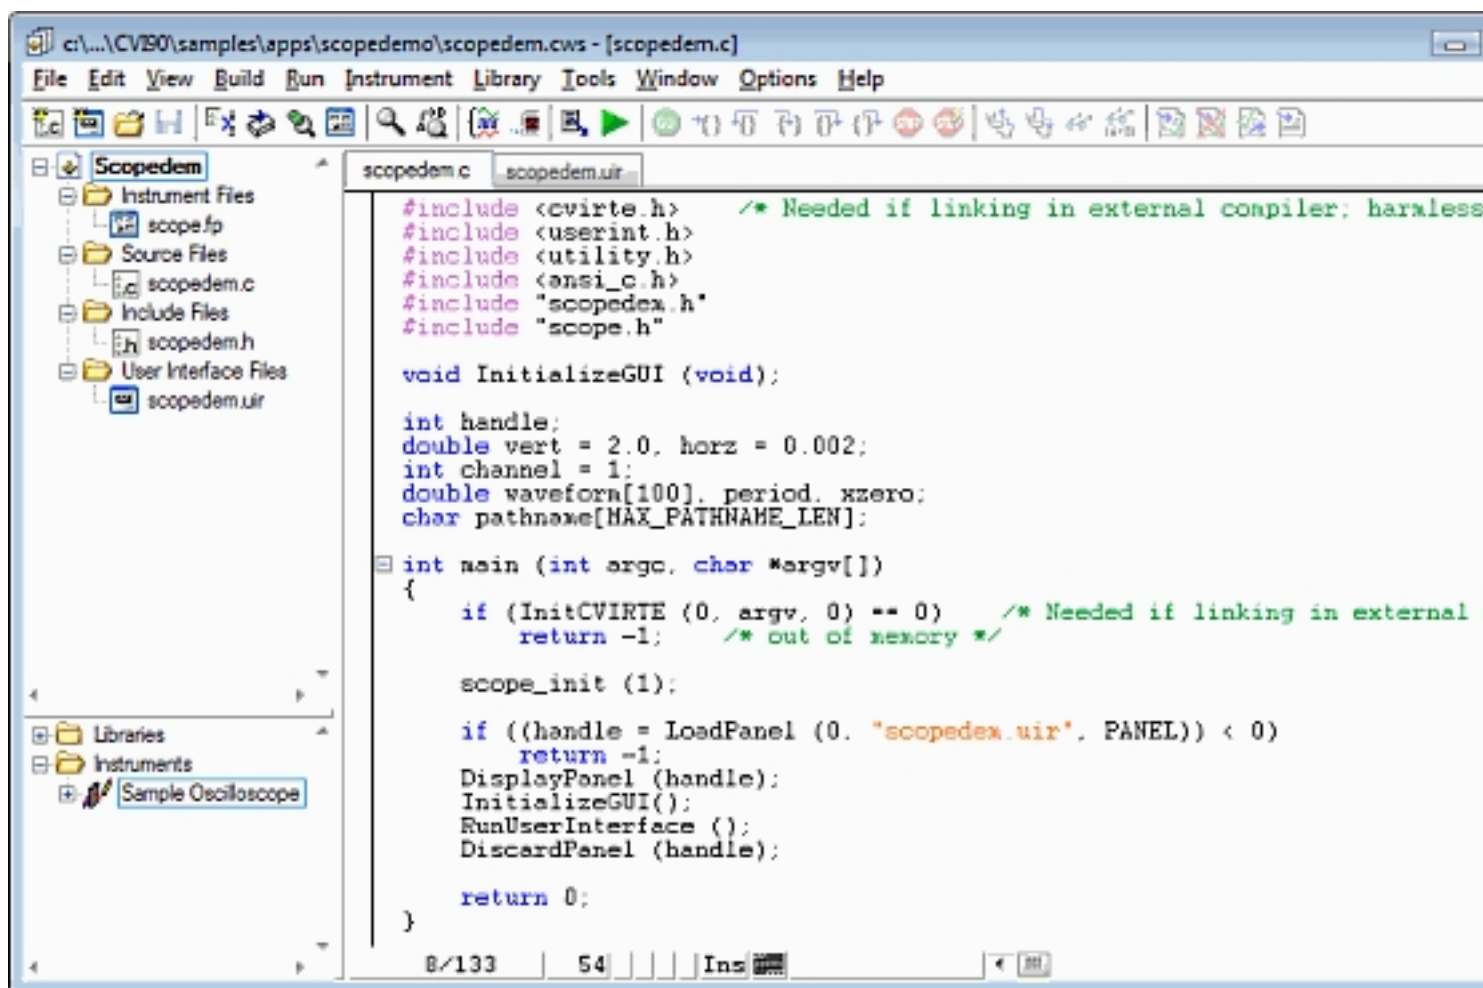 c:\...\CVI90\samples\apps\scopedemo\scopedem.cws - [scopedem.c]
File Edit View Build Run Instrument Library Tools Window Options Help
Scopedem
Instrument Files
scope.fp
Source Files
scopedem.c
Include Files
scopedem.h
User Interface Files
scopedem.uir
Libraries
Instruments
Sample Oscilloscope
scopedem.c scopedem.uir
#include <cvirte.h> /* Needed if linking in external compiler; harmless
#include <userint.h>
#include <utility.h>
#include <ansi_c.h>
#include "scopedem.h"
#include "scope.h"
void InitializeGUI (void);
int handle;
double vert = 2.0, horz = 0.002;
int channel = 1;
double waveform[100], period, xzero;
char pathname[MAX_PATHNAME_LEN];
int main (int argc, char *argv[])
{
if (InitCVIRTE (0, argv, 0) == 0) /* Needed if linking in external
return -1; /* out of memory */
scope_init (1);
if ((handle = LoadPanel (0, "scopedem.uir", PANEL)) < 0)
return -1;
DisplayPanel (handle);
InitializeGUI();
RunUserInterface ();
DiscardPanel (handle);
return 0;
}
8/133 54 Ins